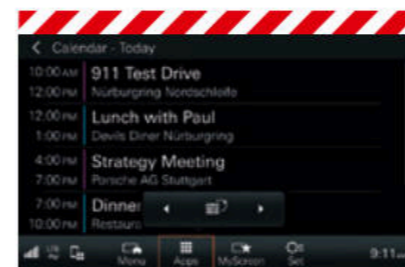 Calendar - Today
10:00 AM 911 Test Drive
12:00 PM Nürburgring Nordschleife
12:00 PM Lunch with Paul
1:00 PM Devils Diner Nürburgring
4:00 PM Strategy Meeting
7:00 PM Porsche AG Stuttgart
7:00 PM Dinner
10:00 PM
Menu Apps MyScreen Set 9:11